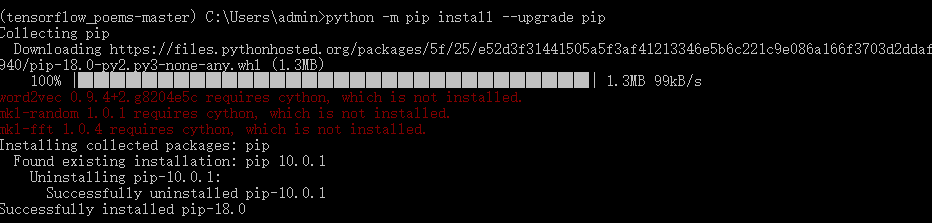 (tensorflow_poems-master) C:\Users\admin>python -m pip install --upgrade pip
Collecting pip
  Downloading https://files.pythonhosted.org/packages/5f/25/e52d3f31441505a5f3af41213346e5b6c221c9e086a166f3703d2ddaf
940/pip-18.0-py2.py3-none-any.whl (1.3MB)
    100% |████████████████████████████████| 1.3MB 99kB/s
word2vec 0.9.4+2.g8204e5c requires cython, which is not installed.
mkl-random 1.0.1 requires cython, which is not installed.
mkl-fft 1.0.4 requires cython, which is not installed.
Installing collected packages: pip
  Found existing installation: pip 10.0.1
    Uninstalling pip-10.0.1:
      Successfully uninstalled pip-10.0.1
Successfully installed pip-18.0